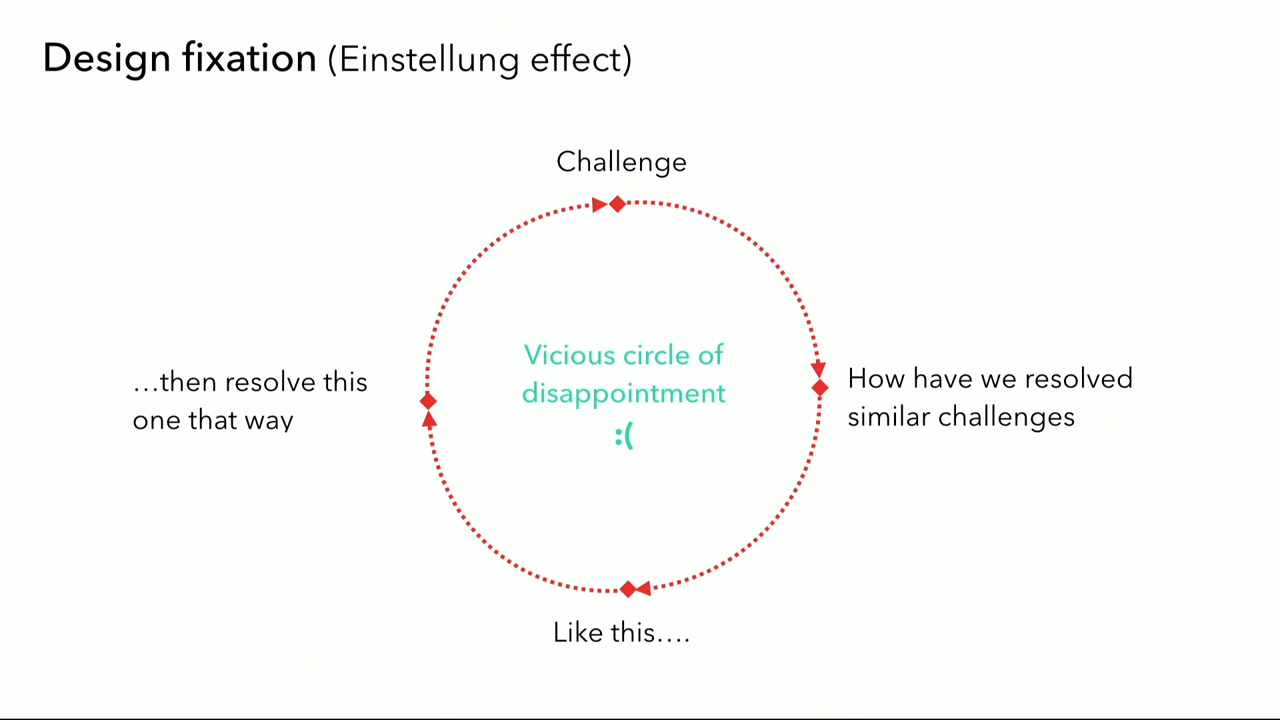 Design fixation (Einstellung effect)
Challenge
How have we resolved
similar challenges
Like this....
...then resolve this
one that way
Vicious circle of
disappointment
:(